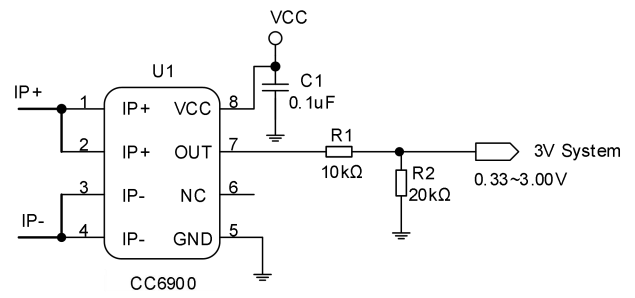 VCC
U1
C1
0.1uF
IP+
1 IP+ VCC 8
2 IP+ OUT 7
R1
10kΩ
3V System
0.33~3.00V
R2
20kΩ
3 IP- NC 6
IP-
4 IP- GND 5
CC6900